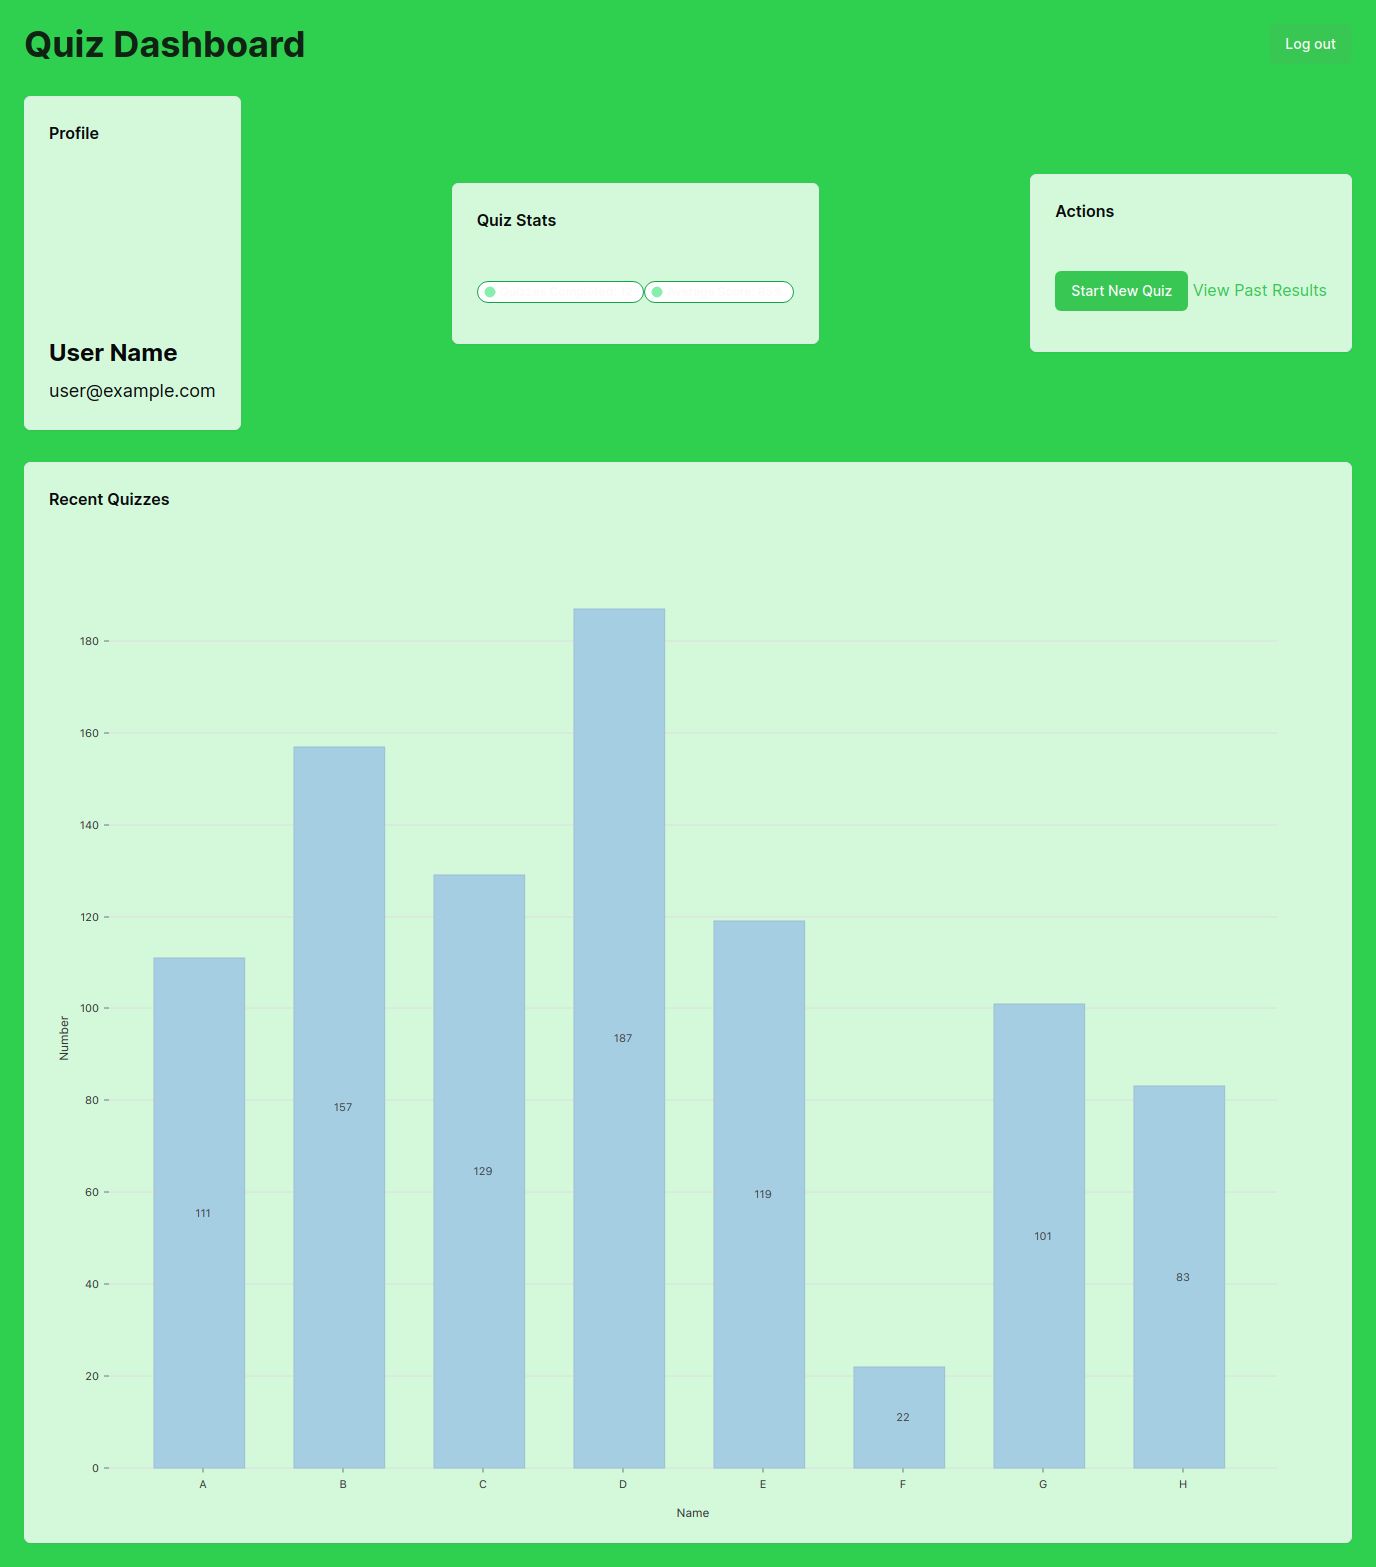 Quiz Dashboard
Log out
Profile
User Name
user@example.com
Quiz Stats
Actions
Start New Quiz
View Past Results
Recent Quizzes
180
160
140
120
100
80
60
40
20
0
Number
111
157
129
187
119
22
101
83
A B C D E F G H
Name